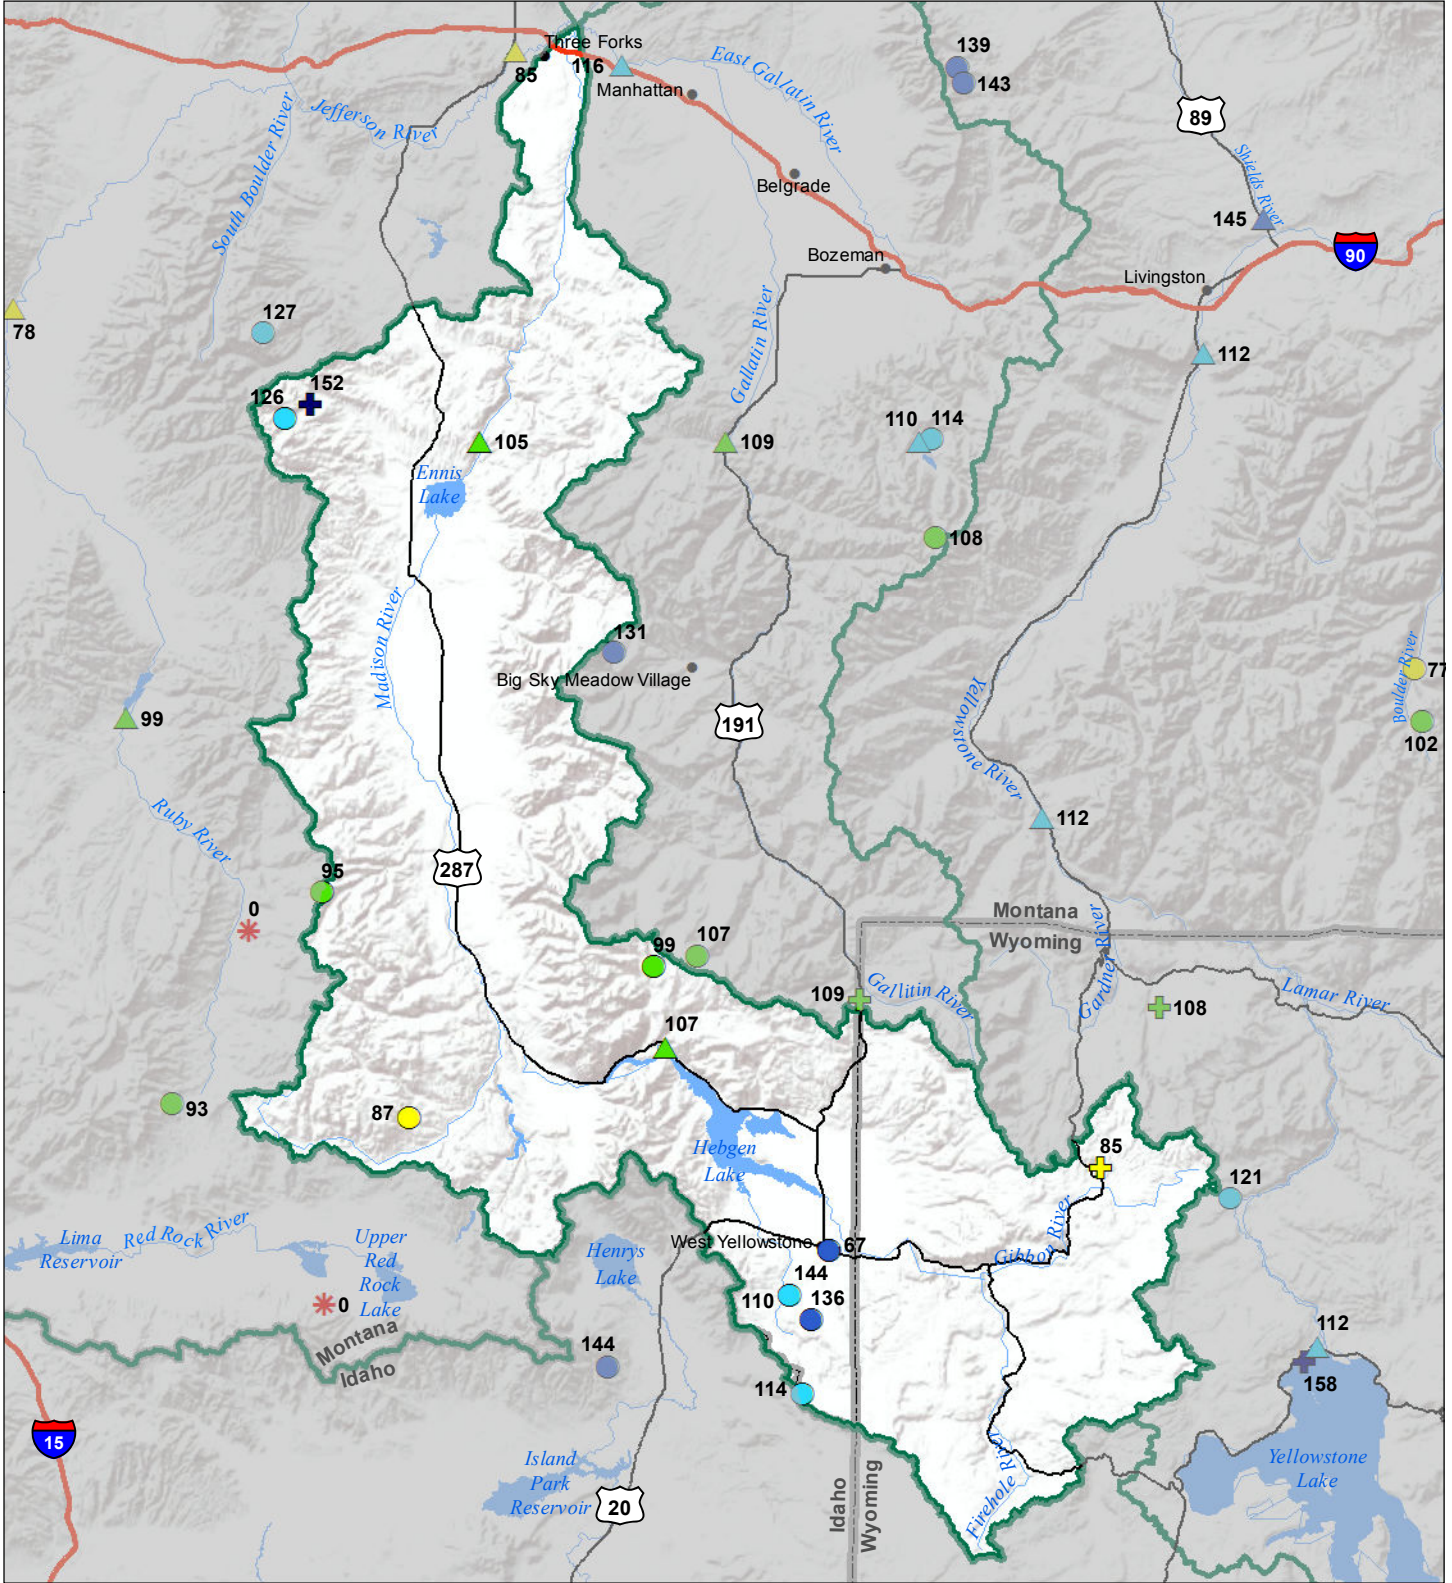 Three Forks
85
116
Manhattan
East Gallatin River
139
143
89
Jefferson River
South Boulder River
Shields River
Belgrade
145
90
Bozeman
Livingston
78
127
Gallatin River
112
152
126
105
109
110
114
Ennis
Lake
108
Madison River
131
Big Sky Meadow Village
Boulder River
77
102
99
191
Yellowstone River
Ruby River
112
287
95
0
Montana
Wyoming
99
107
Gardner River
109
Gallitin River
108
Lamar River
107
93
87
Hebgen
Lake
85
121
Lima
Reservoir
Red Rock River
Upper
Red
Rock
Lake
Henrys
Lake
West Yellowstone
67
Gibbon River
144
110
136
0
Montana
Idaho
144
112
158
114
15
Island
Park
Reservoir
20
Idaho
Wyoming
Firehole River
Yellowstone
Lake